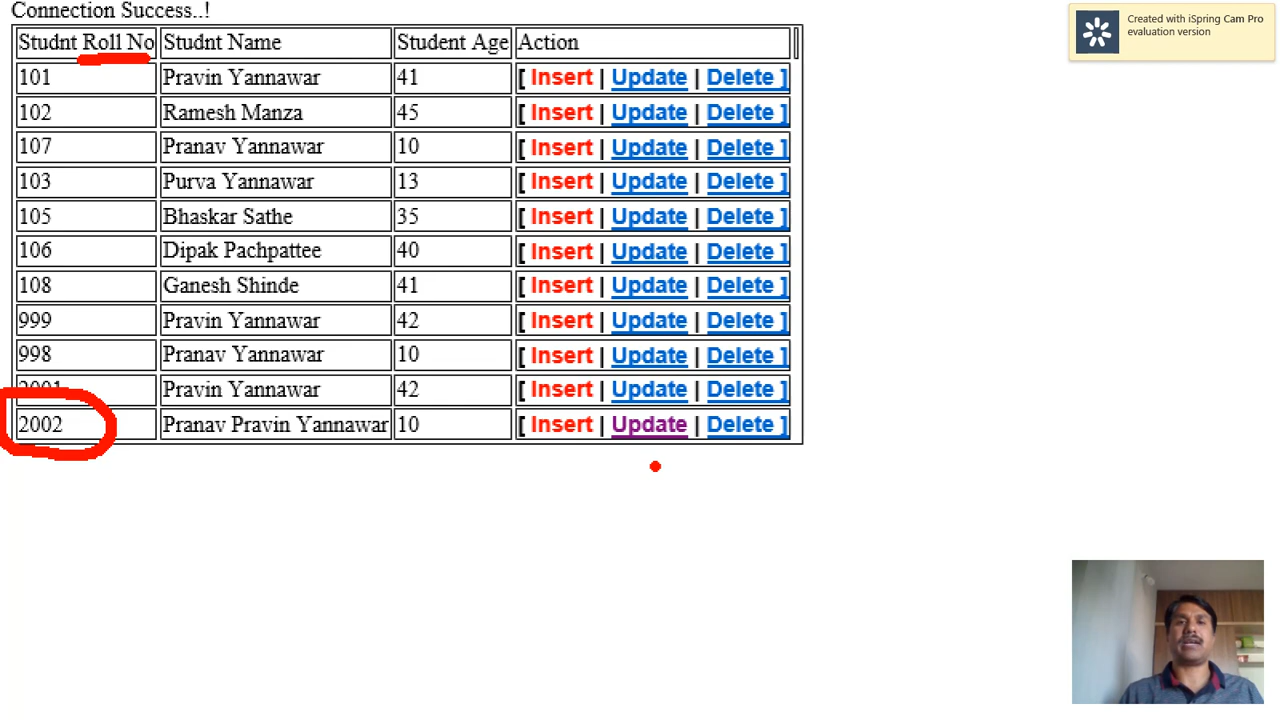 Connection Success..!
Studnt Roll No Studnt Name Student Age Action
101 Pravin Yannawar 41 [ Insert | Update | Delete ]
102 Ramesh Manza 45 [ Insert | Update | Delete ]
107 Pranav Yannawar 10 [ Insert | Update | Delete ]
103 Purva Yannawar 13 [ Insert | Update | Delete ]
105 Bhaskar Sathe 35 [ Insert | Update | Delete ]
106 Dipak Pachpattee 40 [ Insert | Update | Delete ]
108 Ganesh Shinde 41 [ Insert | Update | Delete ]
999 Pravin Yannawar 42 [ Insert | Update | Delete ]
998 Pranav Yannawar 10 [ Insert | Update | Delete ]
2001 Pravin Yannawar 42 [ Insert | Update | Delete ]
2002 Pranav Pravin Yannawar 10 [ Insert | Update | Delete ]
Created with iSpring Cam Pro
evaluation version